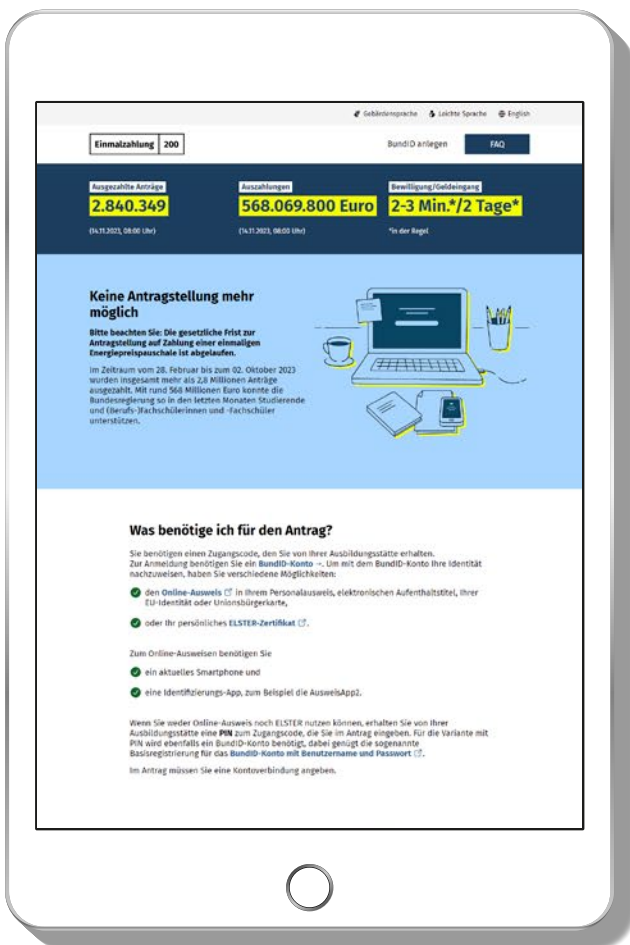 Gebärdensprache Leichte Sprache English
Einmalzahlung 200
BundID anlegen FAQ
Ausgezahlte Anträge Auszahlungen Bewilligung/Geldeingang
2.840.349 568.069.800 Euro 2-3 Min.*/2 Tage*
(14.11.2023, 08:00 Uhr) (14.11.2023, 08:00 Uhr) *in der Regel
Keine Antragstellung mehr
möglich
Bitte beachten Sie: Die gesetzliche Frist zur
Antragstellung auf Zahlung einer einmaligen
Energiepreispauschale ist abgelaufen.
Im Zeitraum vom 28. Februar bis zum 02. Oktober 2023
wurden insgesamt mehr als 2,8 Millionen Anträge
ausgezahlt. Mit rund 568 Millionen Euro konnte die
Bundesregierung so in den letzten Monaten Studierende
und (Berufs-)Fachschülerinnen und -Fachschüler
unterstützen.
Was benötige ich für den Antrag?
Sie benötigen einen Zugangscode, den Sie von Ihrer Ausbildungsstätte erhalten.
Zur Anmeldung benötigen Sie ein BundID-Konto →. Um mit dem BundID-Konto Ihre Identität
nachzuweisen, haben Sie verschiedene Möglichkeiten:
den Online-Ausweis in Ihrem Personalausweis, elektronischen Aufenthaltstitel, Ihrer
EU-Identität oder Unionsbürgerkarte,
oder Ihr persönliches ELSTER-Zertifikat.
Zum Online-Ausweisen benötigen Sie
ein aktuelles Smartphone und
eine Identifizierungs-App, zum Beispiel die AusweisApp2.
Wenn Sie weder Online-Ausweis noch ELSTER nutzen können, erhalten Sie von Ihrer
Ausbildungsstätte eine PIN zum Zugangscode, die Sie im Antrag eingeben. Für die Variante mit
PIN wird ebenfalls ein BundID-Konto benötigt, dabei genügt die sogenannte
Basisregistrierung für das BundID-Konto mit Benutzername und Passwort.
Im Antrag müssen Sie eine Kontoverbindung angeben.